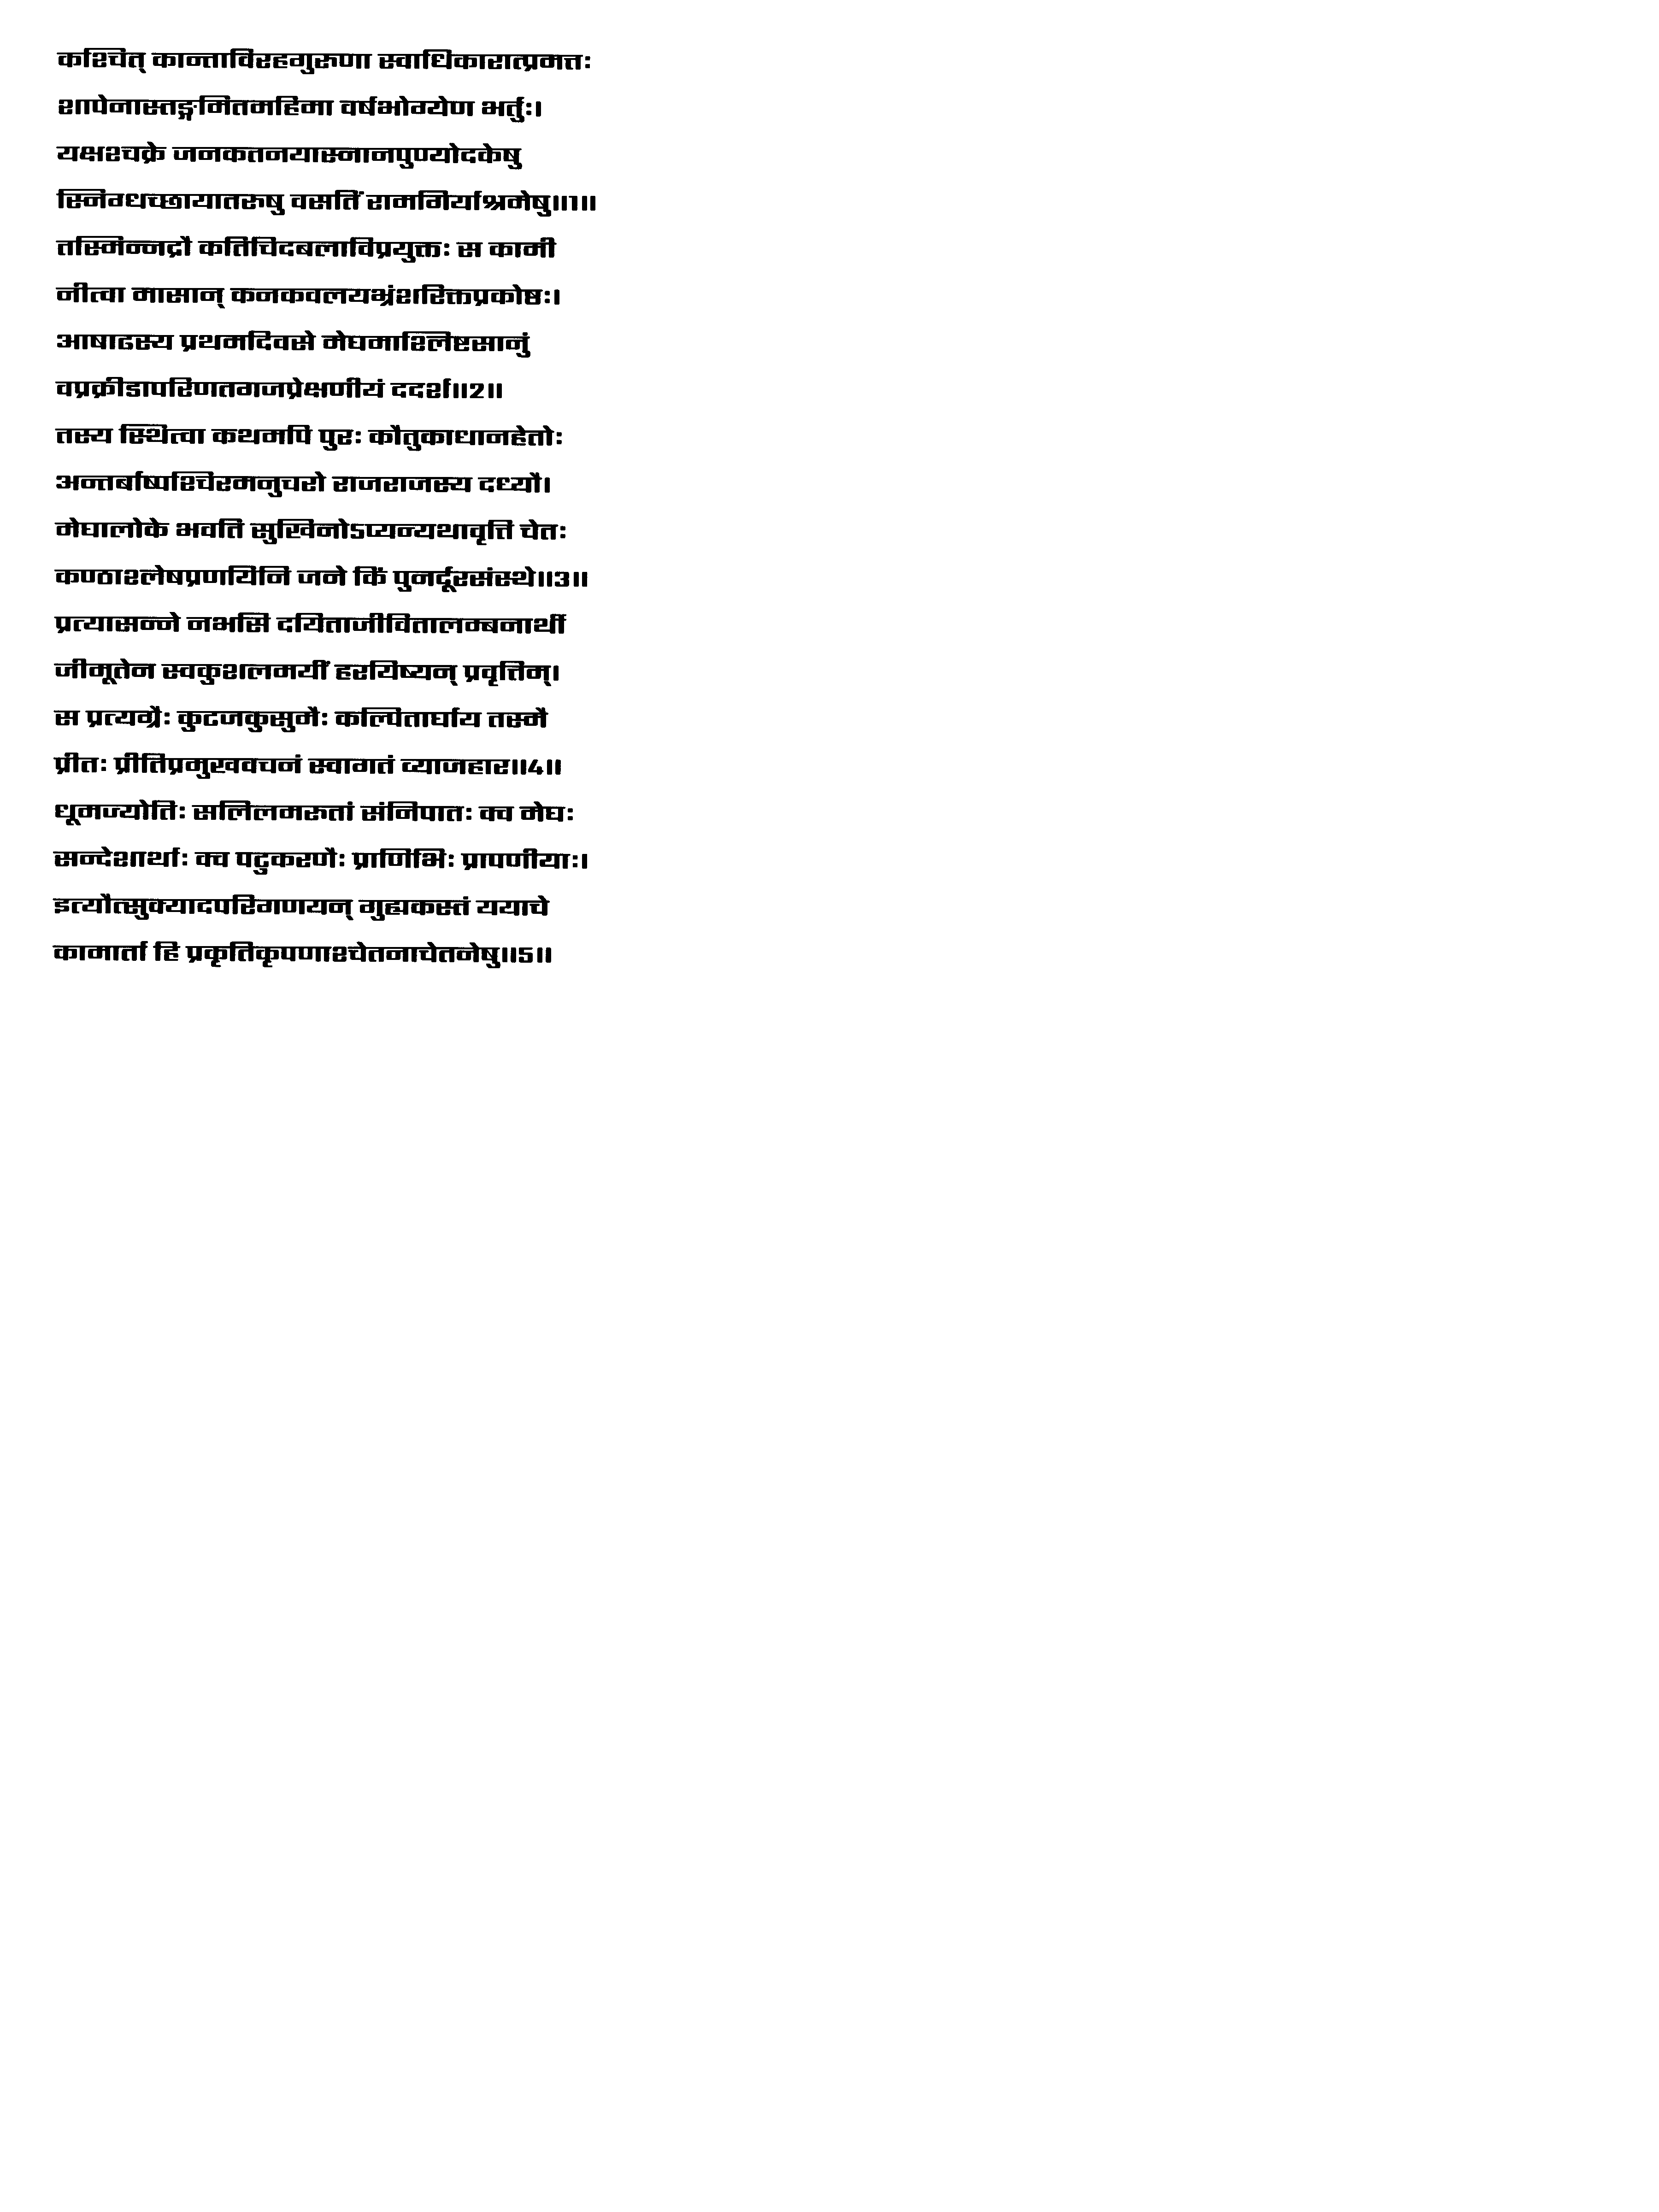 कश्चित् कान्ताविरहगुरुणा स्वाधिकारात्प्रमत्तः
शापेनास्तङ्गमितमहिमा वर्षभोग्येण भर्तुः।
यक्षश्चक्रे जनकतनयास्नानपुण्योदकेषु
स्निग्धच्छायातरुषु वसतिं रामगिर्याश्रमेषु॥1॥
तस्मिन्नद्रौ कतिचिदबलाविप्रयुक्तः स कामी
नीत्वा मासान् कनकवलयभ्रंशरिक्तप्रकोष्ठः।
आषाढस्य प्रथमदिवसे मेघमाश्लिष्टसानुं
वप्रक्रीडापरिणतगजप्रेक्षणीयं ददर्श॥2॥
तस्य स्थित्वा कथमपि पुरः कौतुकाधानहेतोः
अन्तर्बाष्पश्चिरमनुचरो राजराजस्य दध्यौ।
मेघालोके भवति सुखिनोऽप्यन्यथावृत्ति चेतः
कण्ठाश्लेषप्रणयिनि जने किं पुनर्दूरसंस्थे॥3॥
प्रत्यासन्ने नभसि दयिताजीवितालम्बनार्थी
जीमूतेन स्वकुशलमयीं हरयिष्यन् प्रवृत्तिम्।
स प्रत्यग्रैः कुटजकुसुमैः कल्पितार्घाय तस्मै
प्रीतः प्रीतिप्रमुखवचनं स्वागतं व्याजहार॥4॥
धूमज्योतिः सलिलमरुतां संनिपातः क्व मेघः
सन्देशार्थाः क्व पटुकरणैः प्राणिभिः प्रापणीयाः।
इत्यौत्सुक्यादपरिगणयन् गुह्यकस्तं ययाचे
कामार्ता हि प्रकृतिकृपणाश्चेतनाचेतनेषु॥5॥